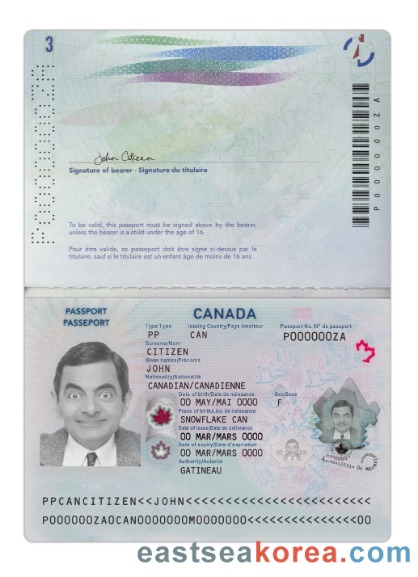 3
P000000ZA
P000000ZA
John Citizen
Signature of bearer - Signature du titulaire
To be valid, this passport must be signed above by the bearer,
unless the bearer is a child under the age of 16.
Pour être valide, ce passeport doit être signé ci-dessus par le
titulaire, sauf si le titulaire est un enfant âgé de moins de 16 ans.
PASSPORT
PASSEPORT
CANADA
Type/Type Issuing Country/Pays émetteur Passport No./N° de passeport
PP CAN P000000ZA
Surname/Nom
CITIZEN
Given names/Prénoms
JOHN
Nationality/Nationalité
CANADIAN/CANADIENNE
Date of birth/Date de naissance Sex/Sexe
00 MAY/MAI 0000 F
Place of birth/Lieu de naissance
SNOWFLAKE CAN
Date of issue/Date de délivrance
00 MAR/MARS 0000
Date of expiry/Date d'expiration
00 MAR/MARS 0000
Authority/Autorité
GATINEAU
PPCANCITIZEN<<JOHN<<<<<<<<<<<<<<<<<<<<<<<<<<
P000000ZA0CAN0000000M0000000<<<<<<<<<<<<<<<00
eastseakorea.com